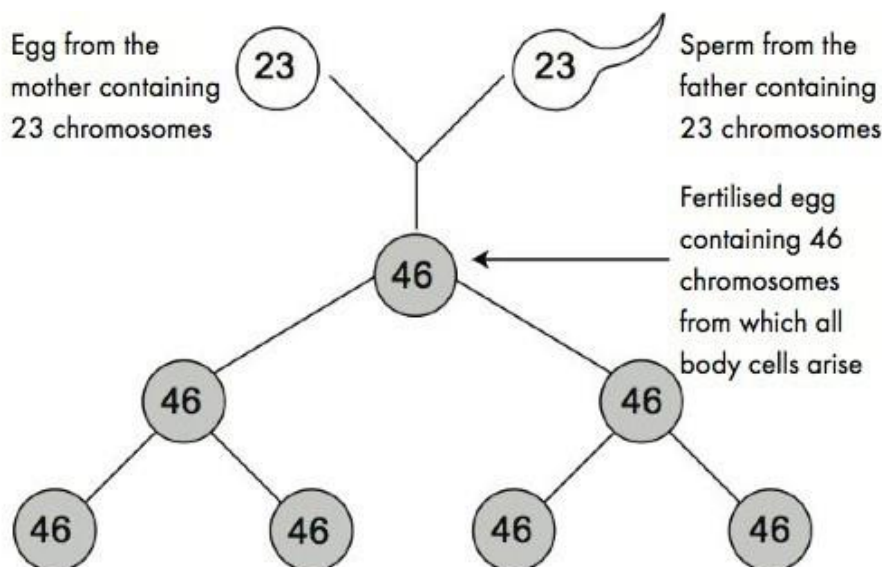 Egg from the
mother containing
23 chromosomes
23
23
Sperm from the
father containing
23 chromosomes
Fertilised egg
containing 46
chromosomes
from which all
body cells arise
46
46
46
46
46
46
46